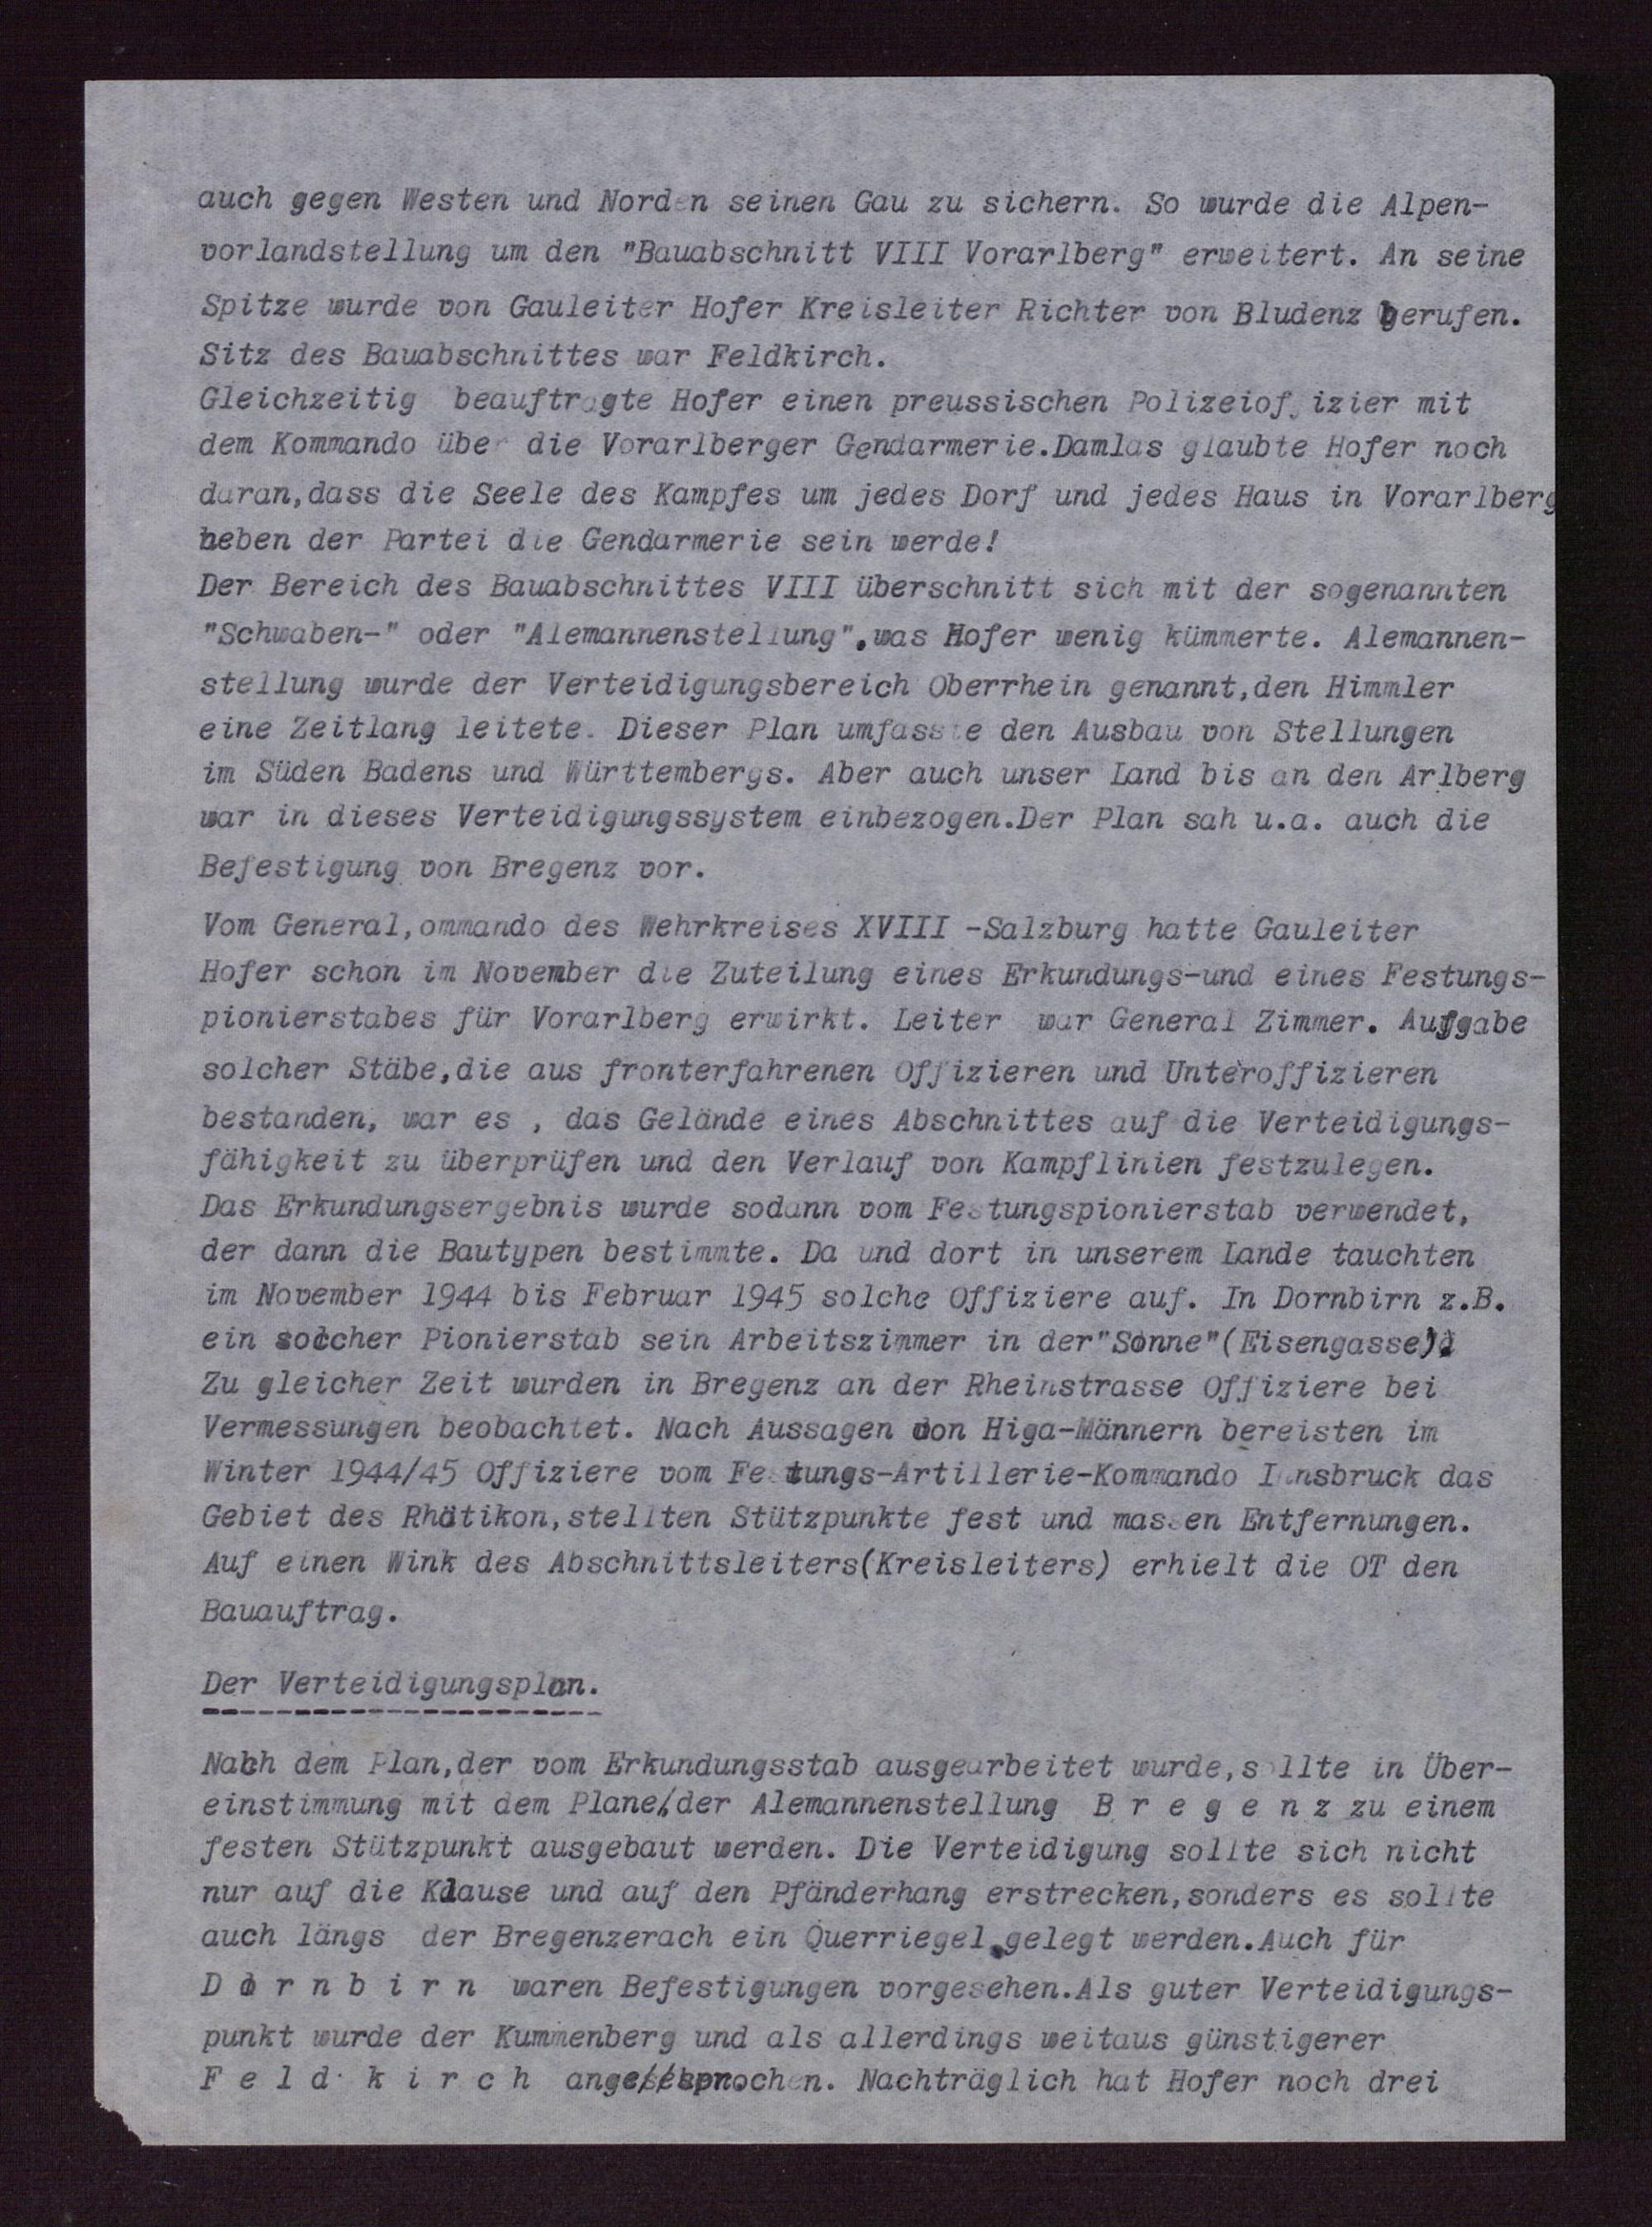 auch gegen Westen und Norden seinen Gau zu sichern. So wurde die Alpen-
vorlandstellung um den "Bauabschnitt VIII Vorarlberg" erweitert. An seine
Spitze wurde von Gauleiter Hofer Kreisleiter Richter von Bludenz berufen.
Sitz des Bauabschnittes war Feldkirch.
Gleichzeitig beauftragte Hofer einen preussischen Polizeioffizier mit
dem Kommando über die Vorarlberger Gendarmerie.Damlas glaubte Hofer noch
daran,dass die Seele des Kampfes um jedes Dorf und jedes Haus in Vorarlberg
neben der Partei die Gendarmerie sein werde!
Der Bereich des Bauabschnittes VIII überschnitt sich mit der sogenannten
"Schwaben-" oder "Alemannenstellung",was Hofer wenig kümmerte. Alemannen-
stellung wurde der Verteidigungsbereich Oberrhein genannt,den Himmler
eine Zeitlang leitete. Dieser Plan umfasste den Ausbau von Stellungen
im Süden Badens und Württembergs. Aber auch unser Land bis an den Arlberg
war in dieses Verteidigungssystem einbezogen.Der Plan sah u.a. auch die
Befestigung von Bregenz vor.
Vom General,ommando des Wehrkreises XVIII -Salzburg hatte Gauleiter
Hofer schon im November die Zuteilung eines Erkundungs-und eines Festungs-
pionierstabes für Vorarlberg erwirkt. Leiter war General Zimmer. Aufgabe
solcher Stäbe,die aus fronterfahrenen Offizieren und Unteroffizieren
bestanden, war es , das Gelände eines Abschnittes auf die Verteidigungs-
fähigkeit zu überprüfen und den Verlauf von Kampflinien festzulegen.
Das Erkundungsergebnis wurde sodann vom Festungspionierstab verwendet,
der dann die Bautypen bestimmte. Da und dort in unserem Lande tauchten
im November 1944 bis Februar 1945 solche Offiziere auf. In Dornbirn z.B.
ein solcher Pionierstab sein Arbeitszimmer in der"Sonne"(Eisengasse).
Zu gleicher Zeit wurden in Bregenz an der Rheinstrasse Offiziere bei
Vermessungen beobachtet. Nach Aussagen von Higa-Männern bereisten im
Winter 1944/45 Offiziere vom Festungs-Artillerie-Kommando Innsbruck das
Gebiet des Rhätikon,stellten Stützpunkte fest und massen Entfernungen.
Auf einen Wink des Abschnittsleiters(Kreisleiters) erhielt die OT den
Bauauftrag.
Der Verteidigungsplan.
Nach dem Plan,der vom Erkundungsstab ausgearbeitet wurde,sollte in Über-
einstimmung mit dem Plane der Alemannenstellung B r e g e n z zu einem
festen Stützpunkt ausgebaut werden. Die Verteidigung sollte sich nicht
nur auf die Klause und auf den Pfänderhang erstrecken,sonders es sollte
auch längs der Bregenzerach ein Querriegel gelegt werden.Auch für
D o r n b i r n waren Befestigungen vorgesehen.Als guter Verteidigungs-
punkt wurde der Kummenberg und als allerdings weitaus günstigerer
F e l d k i r c h angesprochen. Nachträglich hat Hofer noch drei